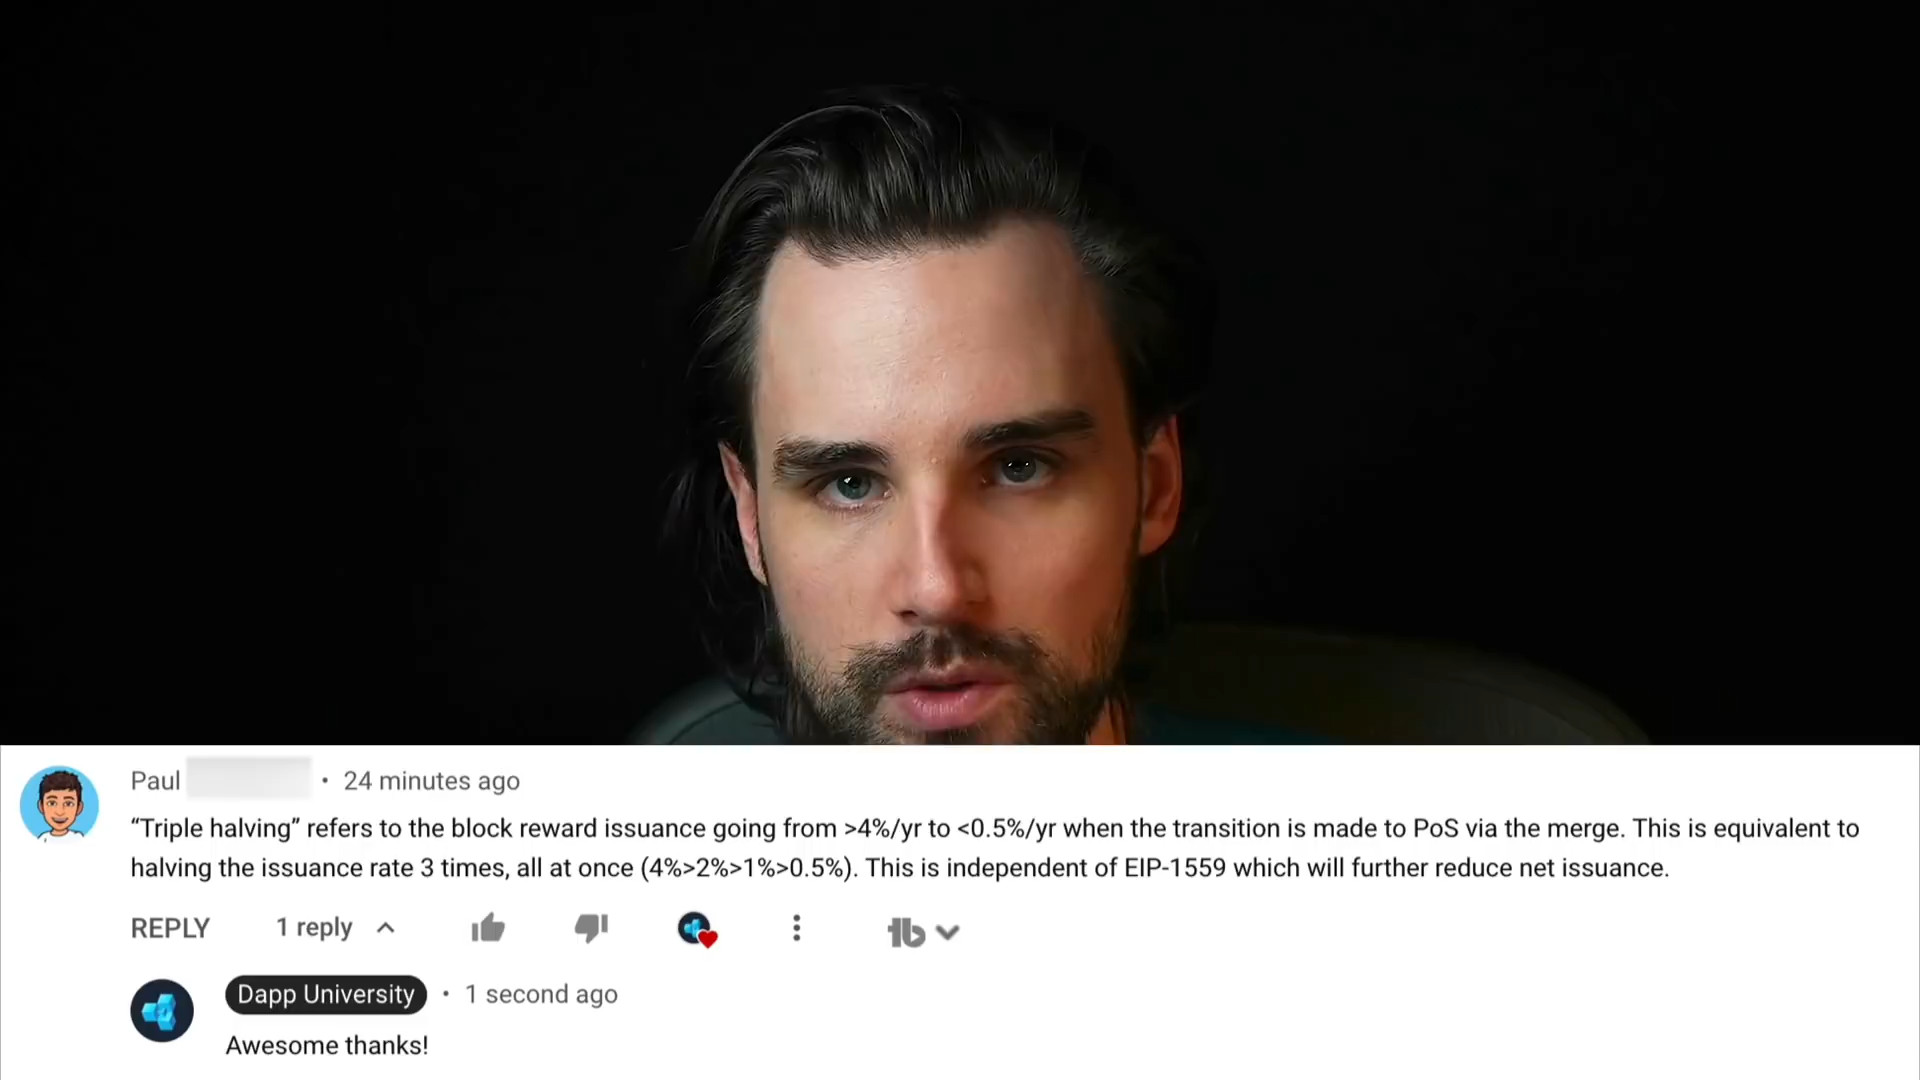 Paul • 24 minutes ago
“Triple halving” refers to the block reward issuance going from >4%/yr to <0.5%/yr when the transition is made to PoS via the merge. This is equivalent to
halving the issuance rate 3 times, all at once (4%>2%>1%>0.5%). This is independent of EIP-1559 which will further reduce net issuance.
REPLY 1 reply
Dapp University • 1 second ago
Awesome thanks!